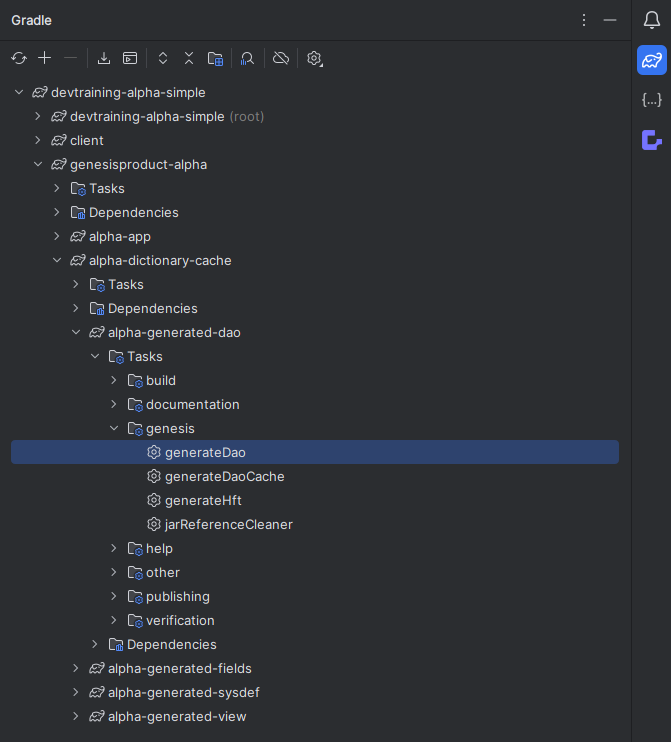 Gradle
devtraining-alpha-simple
devtraining-alpha-simple (root)
client
genesisproduct-alpha
Tasks
Dependencies
alpha-app
alpha-dictionary-cache
Tasks
Dependencies
alpha-generated-dao
Tasks
build
documentation
genesis
generateDao
generateDaoCache
generateHft
jarReferenceCleaner
help
other
publishing
verification
Dependencies
alpha-generated-fields
alpha-generated-sysdef
alpha-generated-view
{...}